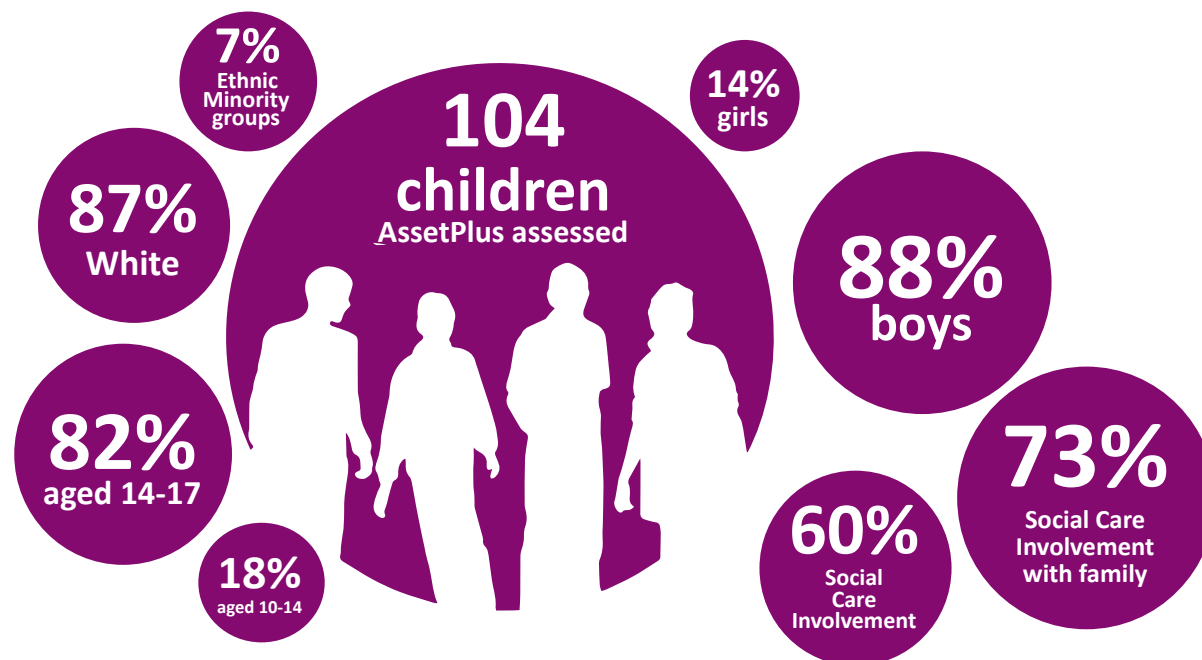 7%
Ethnic
Minority
groups
104
children
AssetPlus assessed
14%
girls
87%
White
88%
boys
82%
aged 14-17
73%
Social Care
Involvement
with family
60%
Social
Care
Involvement
18%
aged 10-14